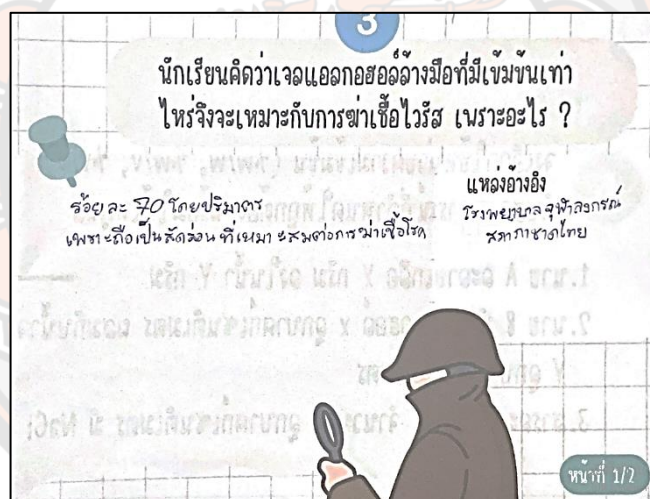 3
นักเรียนคิดว่าเจลแอลกอฮอล์ล้างมือที่มีเข้มข้นเท่า
ไหร่จึงจะเหมาะกับการฆ่าเชื้อไวรัส เพราะอะไร ?
แหล่งอ้างอิง
ร้อยละ 70 โดยปริมาตร
เพราะถือเป็นสัดส่วนที่เหมาะสมต่อการฆ่าเชื้อโรค
โรงพยาบาลจุฬาลงกรณ์
สภากาชาดไทย
หน้าที่ 1/2